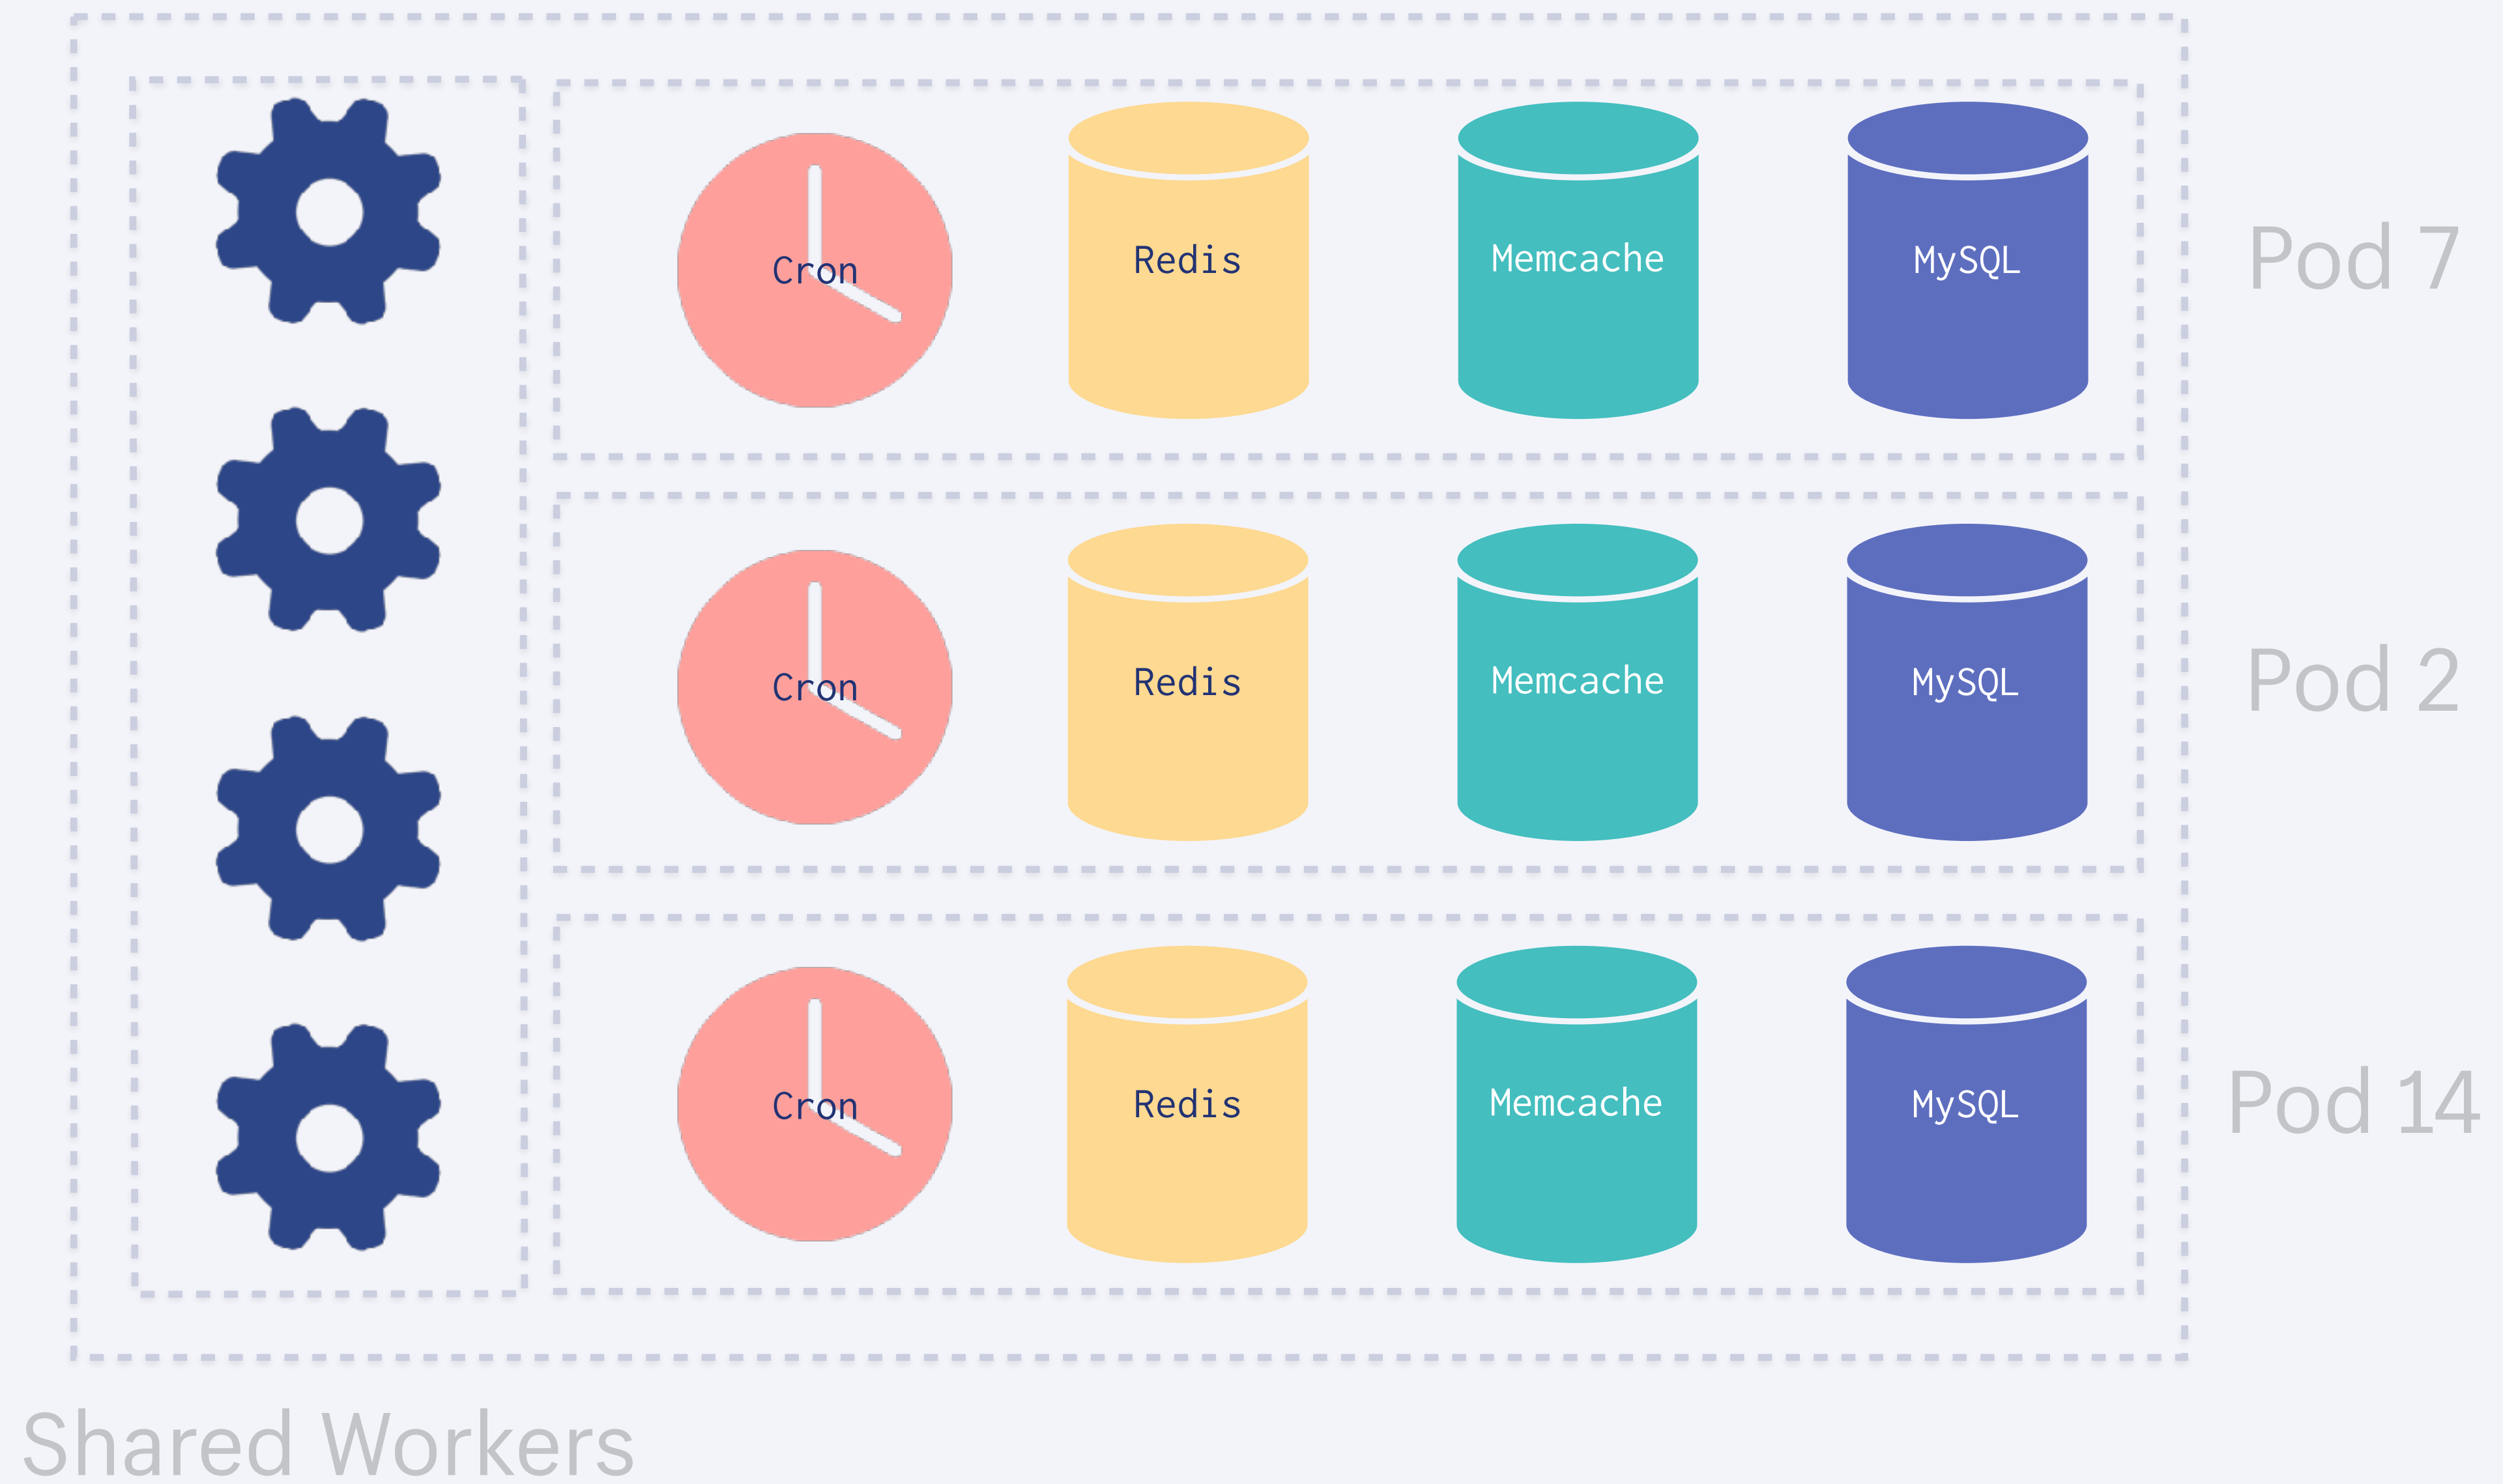 Cron Redis Memcache MySQL Pod 7
Cron Redis Memcache MySQL Pod 2
Cron Redis Memcache MySQL Pod 14
Shared Workers